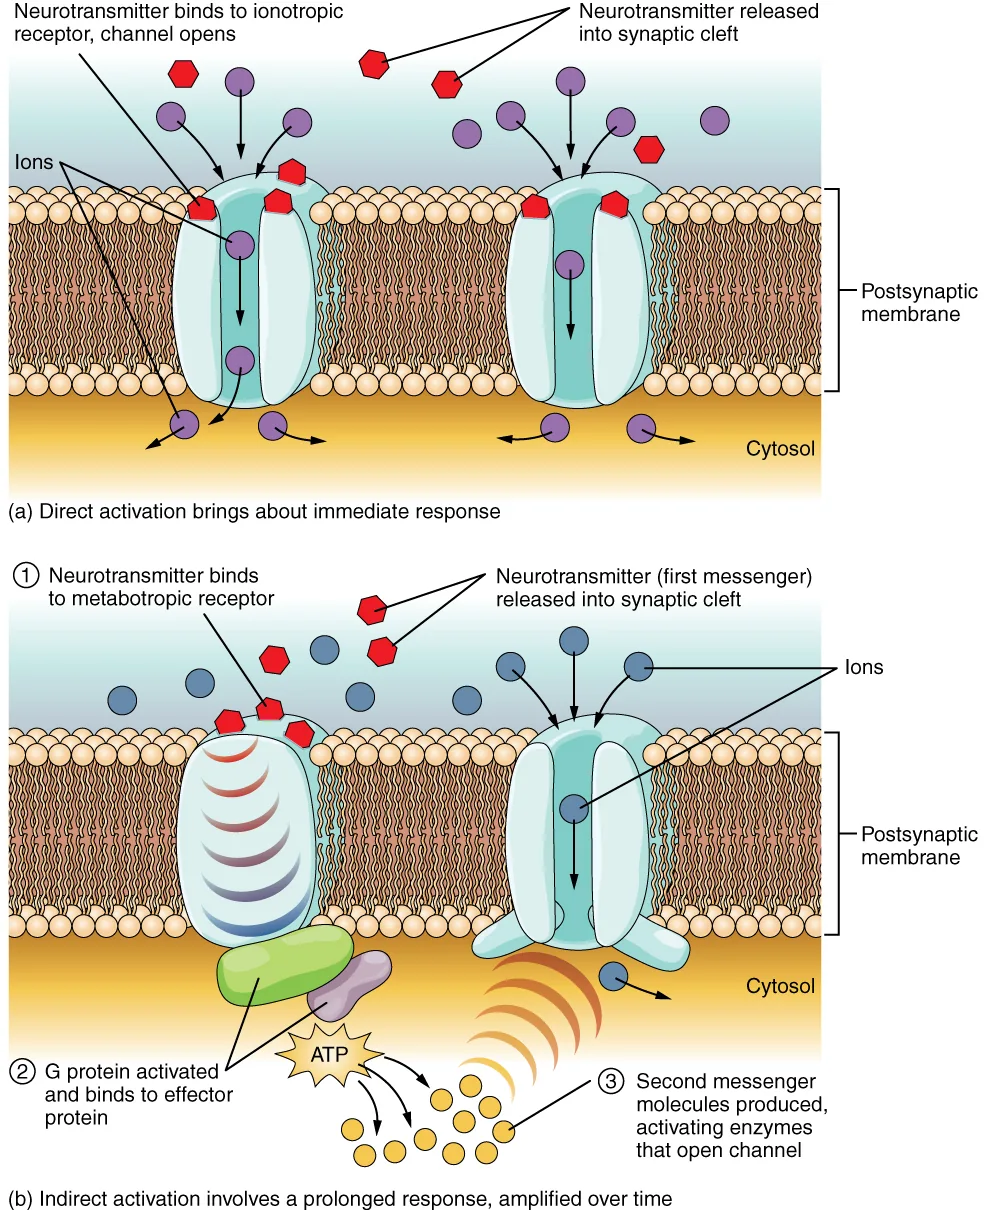 Neurotransmitter binds to ionotropic
receptor, channel opens
Neurotransmitter released
into synaptic cleft
Ions
Postsynaptic
membrane
Cytosol
(a) Direct activation brings about immediate response
1 Neurotransmitter binds
to metabotropic receptor
Neurotransmitter (first messenger)
released into synaptic cleft
Ions
Postsynaptic
membrane
Cytosol
ATP
2 G protein activated
and binds to effector
protein
3 Second messenger
molecules produced,
activating enzymes
that open channel
(b) Indirect activation involves a prolonged response, amplified over time